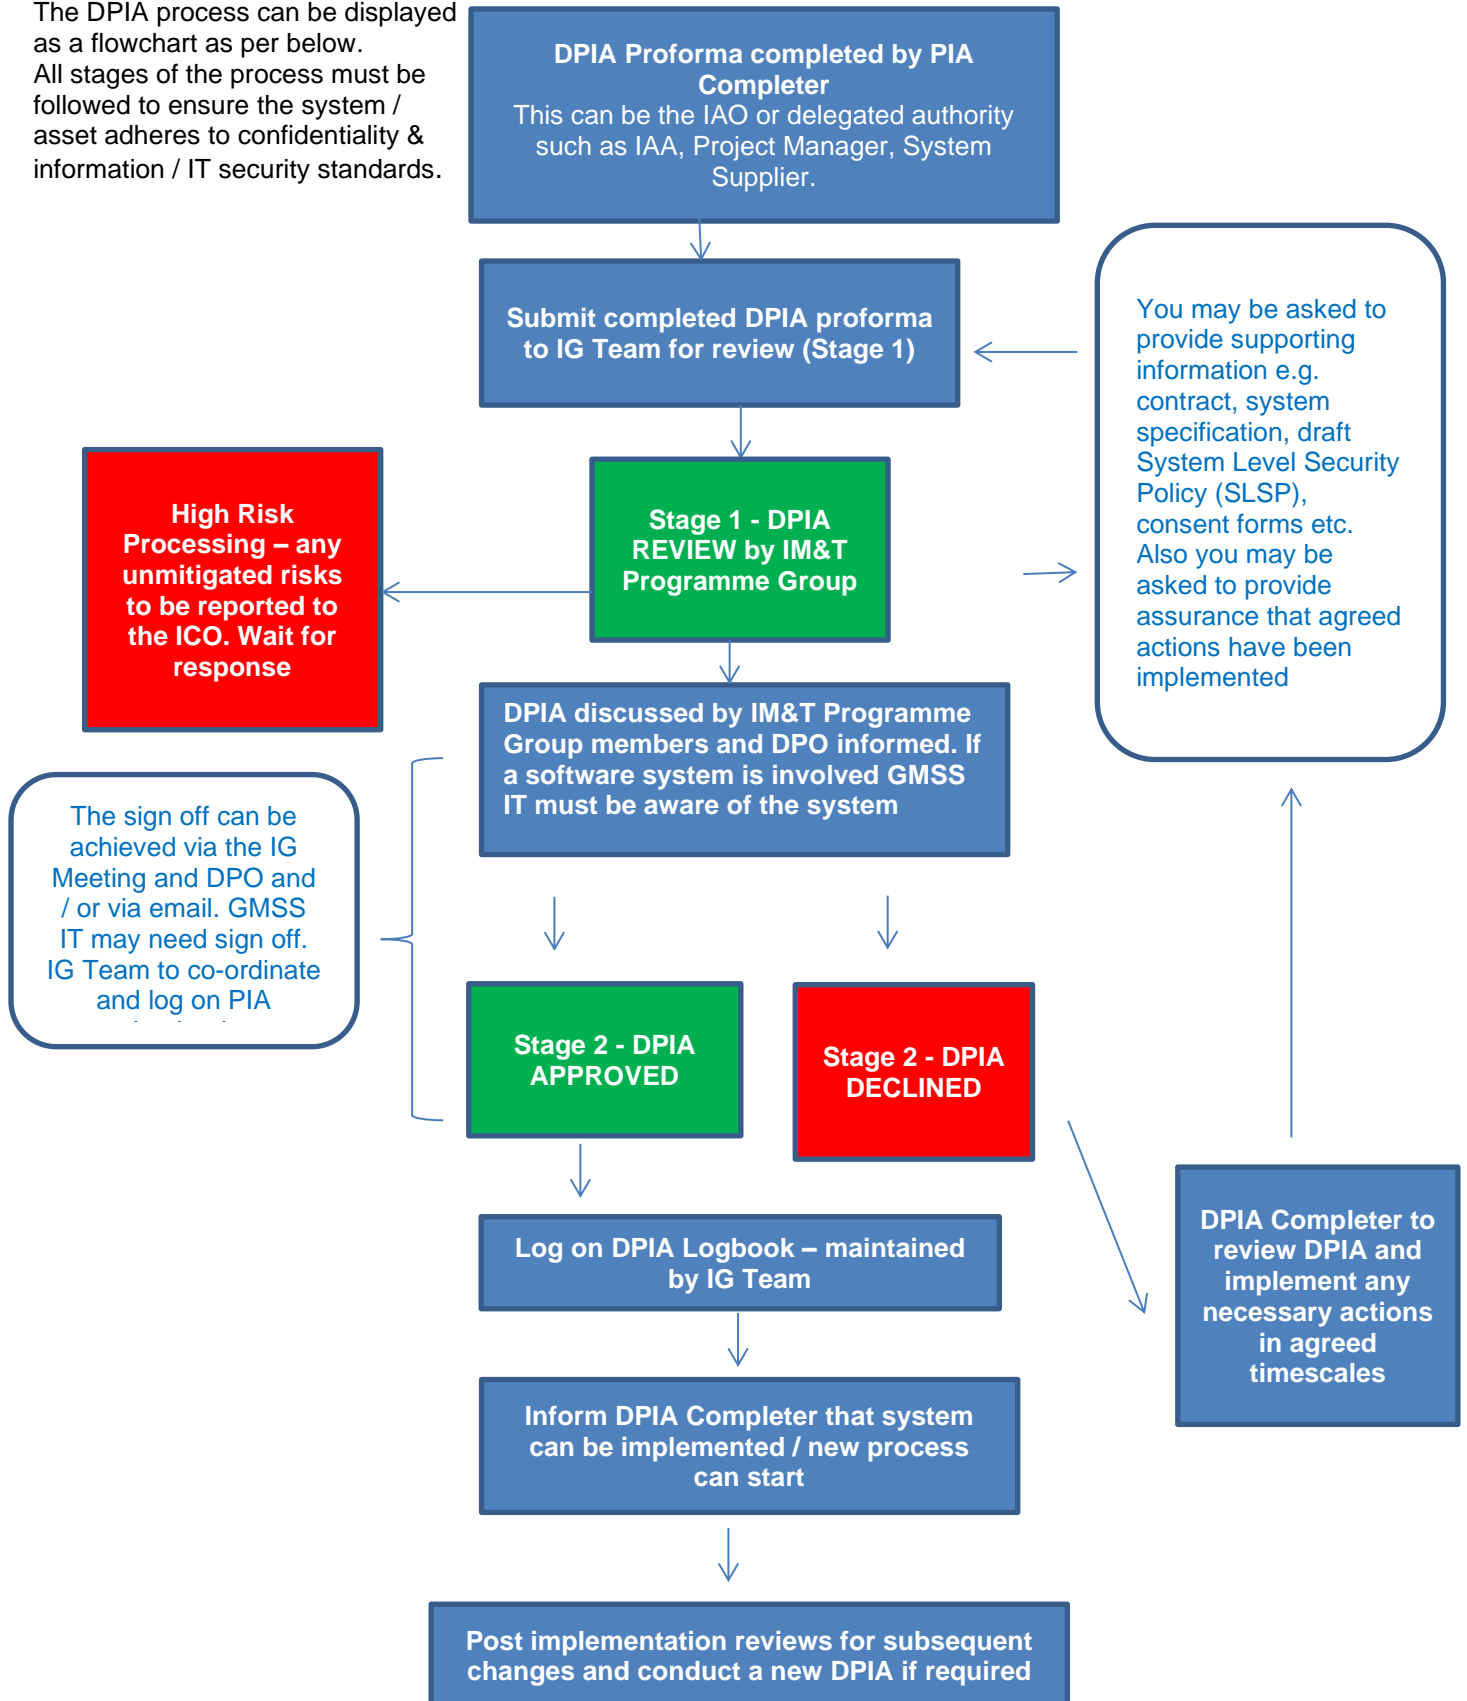 The DPIA process can be displayed
as a flowchart as per below.
All stages of the process must be
followed to ensure the system /
asset adheres to confidentiality &
information / IT security standards.
DPIA Proforma completed by PIA
Completer
This can be the IAO or delegated authority
such as IAA, Project Manager, System
Supplier.
Submit completed DPIA proforma
to IG Team for review (Stage 1)
You may be asked to
provide supporting
information e.g.
contract, system
specification, draft
System Level Security
Policy (SLSP),
consent forms etc.
Also you may be
asked to provide
assurance that agreed
actions have been
implemented
High Risk
Processing – any
unmitigated risks
to be reported to
the ICO. Wait for
response
Stage 1 - DPIA
REVIEW by IM&T
Programme Group
DPIA discussed by IM&T Programme
Group members and DPO informed. If
a software system is involved GMSS
IT must be aware of the system
The sign off can be
achieved via the IG
Meeting and DPO and
/ or via email. GMSS
IT may need sign off.
IG Team to co-ordinate
and log on PIA
Stage 2 - DPIA
APPROVED
Stage 2 - DPIA
DECLINED
DPIA Completer to
review DPIA and
implement any
necessary actions
in agreed
timescales
Log on DPIA Logbook – maintained
by IG Team
Inform DPIA Completer that system
can be implemented / new process
can start
Post implementation reviews for subsequent
changes and conduct a new DPIA if required